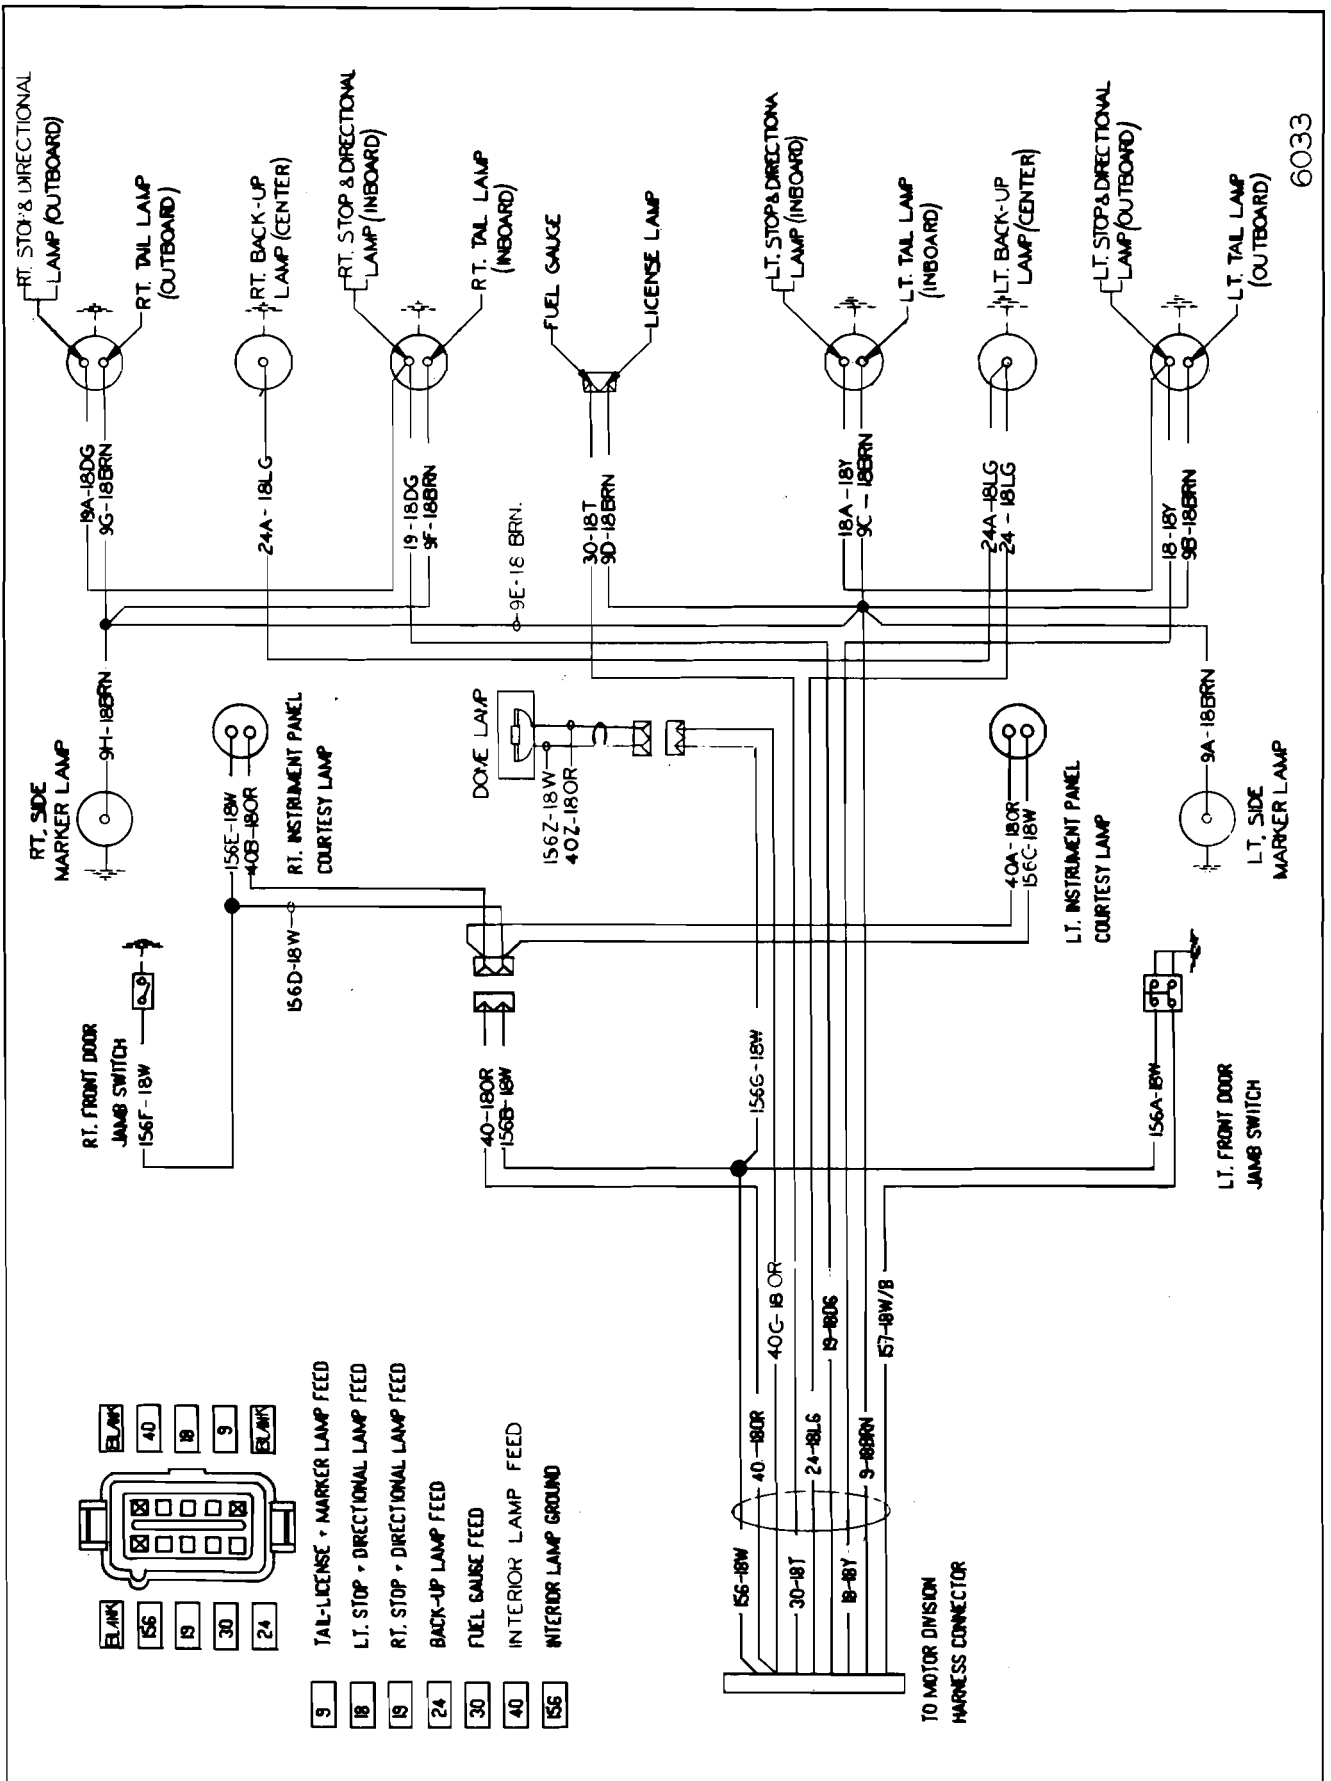 RT. STOP & DIRECTIONAL
LAMP (OUTBOARD)
RT. TAIL LAMP
(OUTBOARD)
RT. BACK-UP
LAMP (CENTER)
RT. STOP & DIRECTIONAL
LAMP (INBOARD)
RT. TAIL LAMP
(INBOARD)
FUEL GAUGE
LICENSE LAMP
LT. STOP & DIRECTIONA
LAMP (INBOARD)
LT. TAIL LAMP
(INBOARD)
LT. BACK-UP
LAMP (CENTER)
LT. STOP & DIRECTIONAL
LAMP (OUTBOARD)
LT. TAIL LAMP
(OUTBOARD)
6033
19A-18DG
9G-18BRN
24A-18LG
19-18DG
9F-18BRN
9E-18 BRN.
30-18T
9D-18BRN
18A-18Y
9C-18BRN
24A-18LG
24-18LG
18-18Y
9B-18BRN
RT. SIDE
MARKER LAMP
9H-18BRN
156E-18W
40B-18OR
RT. INSTRUMENT PANEL
COURTESY LAMP
DOME LAMP
156Z-18W
40Z-18OR
40A-18OR
156C-18W
LT. INSTRUMENT PANEL
COURTESY LAMP
9A-18BRN
LT. SIDE
MARKER LAMP
RT. FRONT DOOR
JAMB SWITCH
156F-18W
156D-18W
40-18OR
156B-18W
156G-18W
156A-18W
LT. FRONT DOOR
JAMB SWITCH
BLANK
40
18
9
BLANK
BLANK
156
19
30
24
9 TAIL-LICENSE + MARKER LAMP FEED
18 LT. STOP + DIRECTIONAL LAMP FEED
19 RT. STOP + DIRECTIONAL LAMP FEED
24 BACK-UP LAMP FEED
30 FUEL GAUGE FEED
40 INTERIOR LAMP FEED
156 INTERIOR LAMP GROUND
156-18W
40-18OR
40C-18 OR
30-18T
24-18LG
19-18DG
18-18Y
9-18BRN
157-18W/B
TO MOTOR DIVISION
HARNESS CONNECTOR